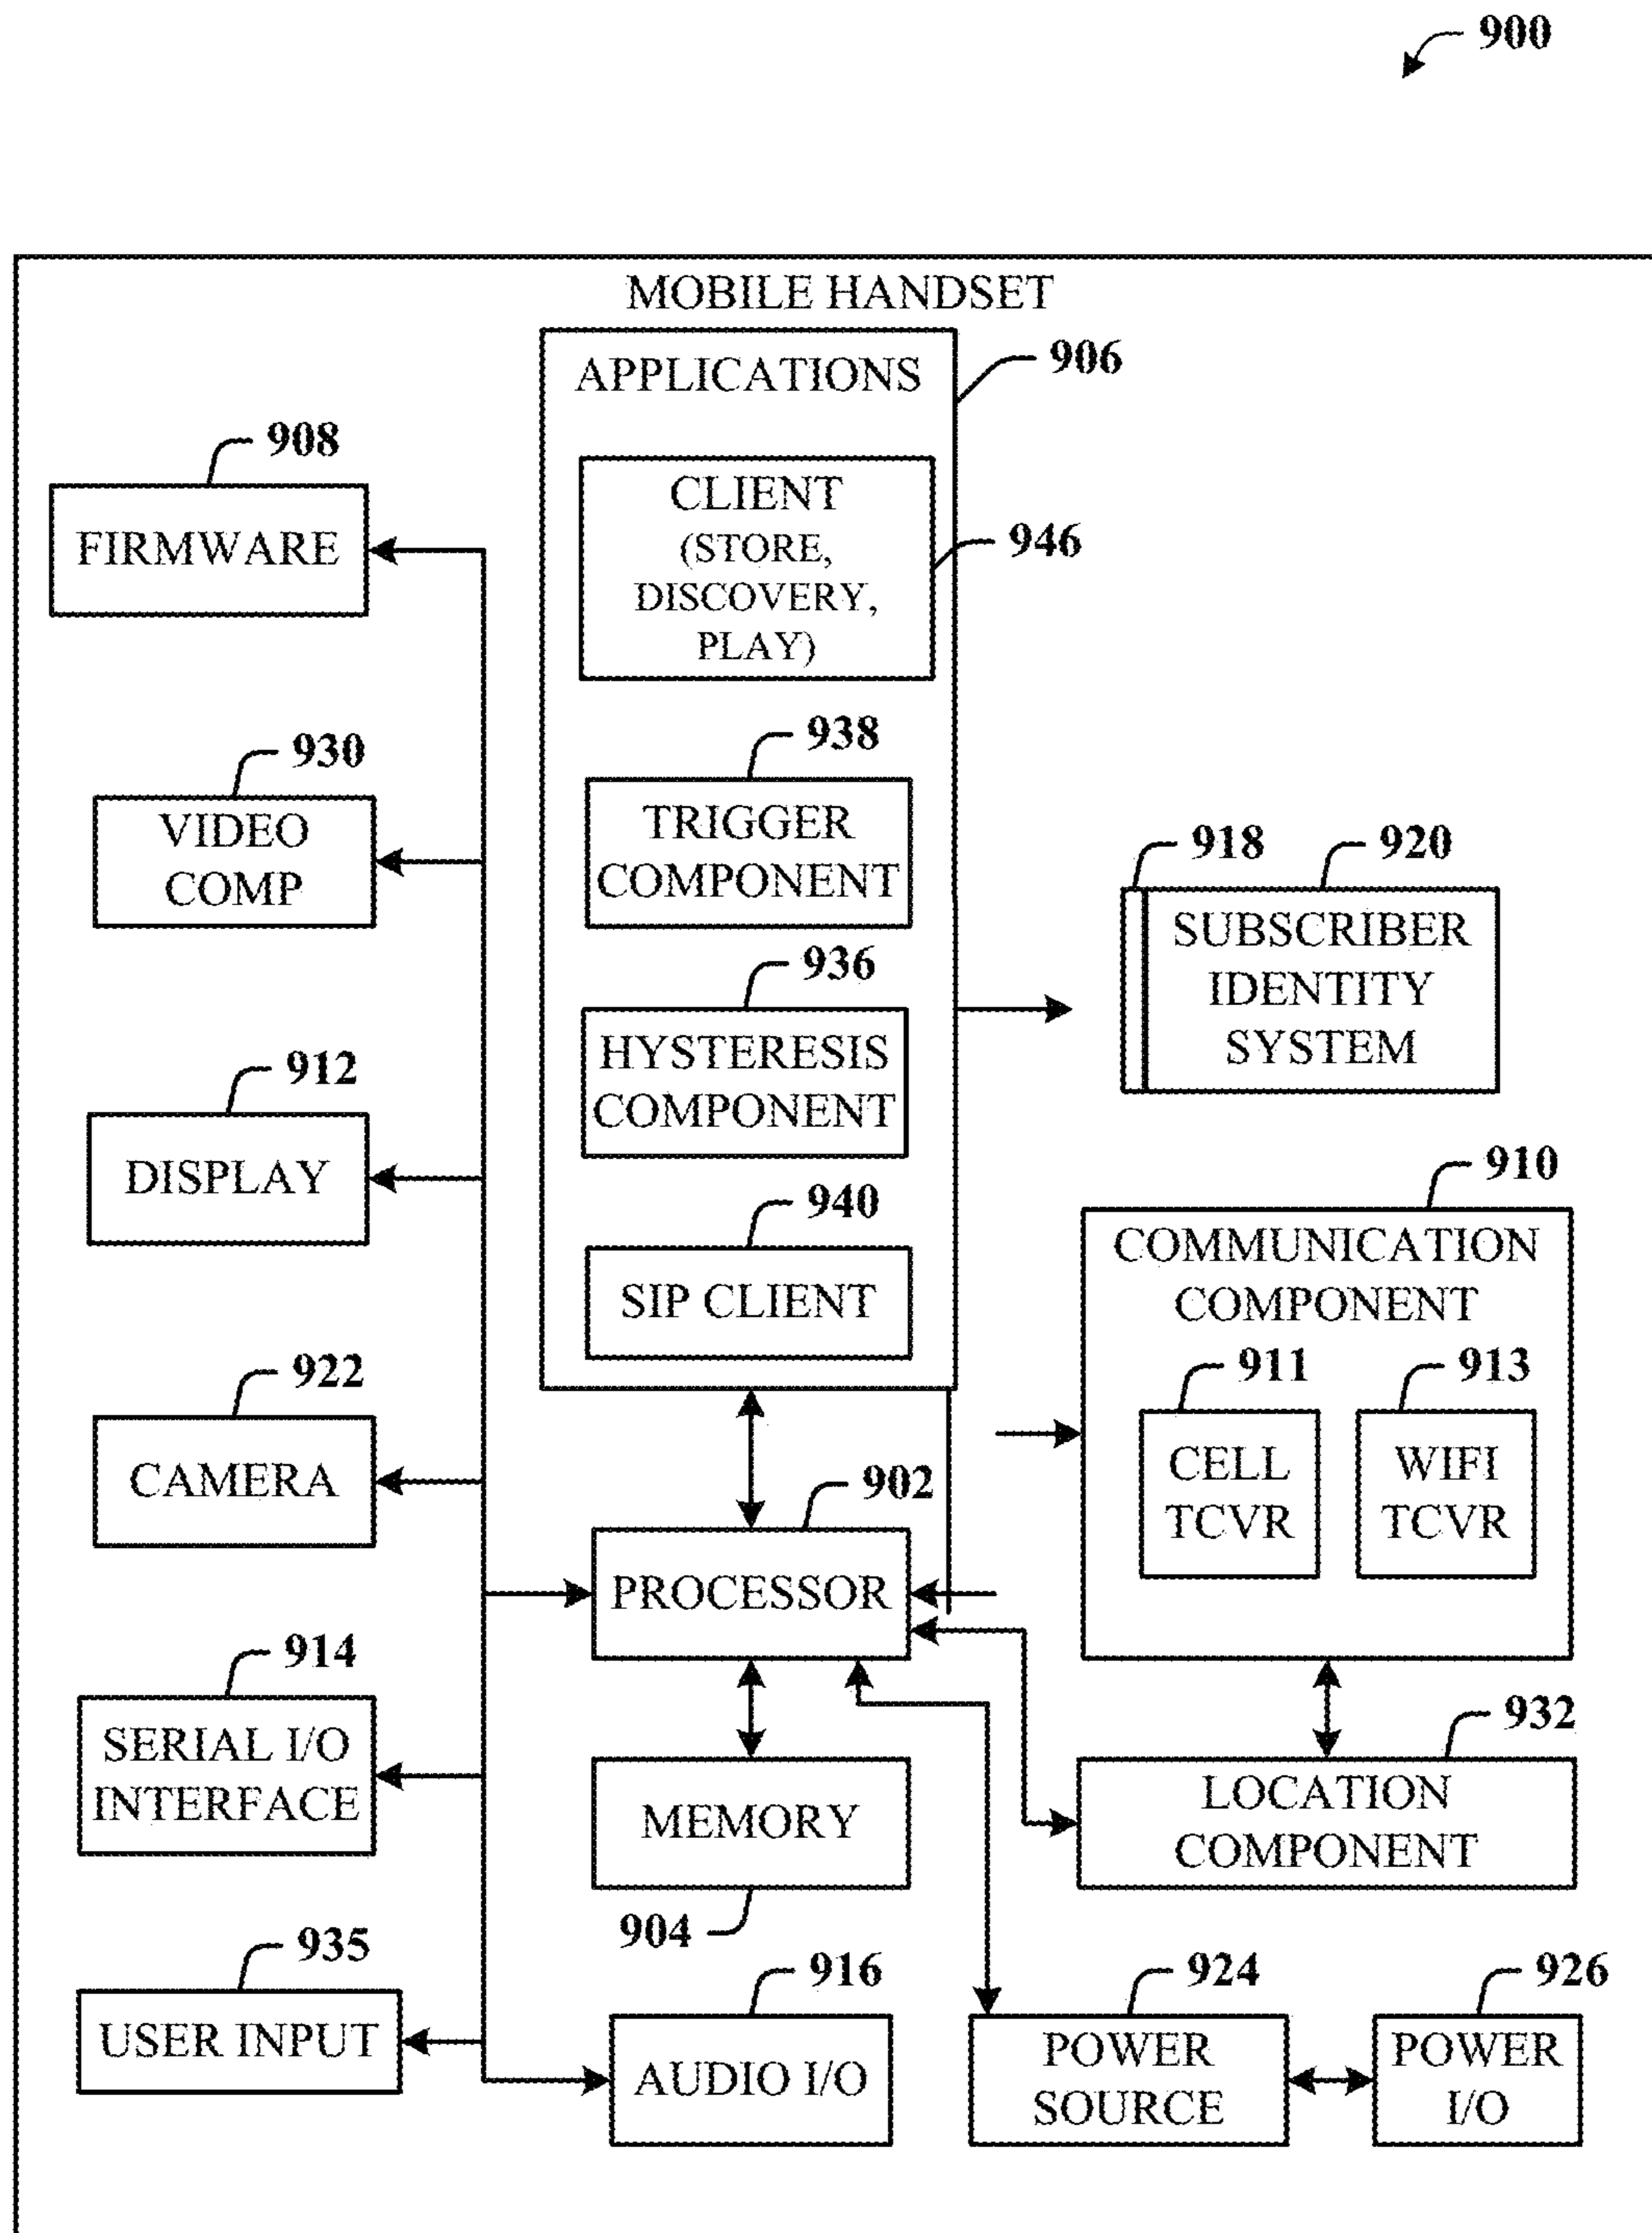 900
MOBILE HANDSET
APPLICATIONS
906
CLIENT
(STORE,
DISCOVERY,
PLAY)
946
938
TRIGGER
COMPONENT
936
HYSTERESIS
COMPONENT
940
SIP CLIENT
908
FIRMWARE
930
VIDEO
COMP
912
DISPLAY
922
CAMERA
914
SERIAL I/O
INTERFACE
935
USER INPUT
902
PROCESSOR
MEMORY
904
916
AUDIO I/O
918
920
SUBSCRIBER
IDENTITY
SYSTEM
910
COMMUNICATION
COMPONENT
911
CELL
TCVR
913
WIFI
TCVR
932
LOCATION
COMPONENT
924
POWER
SOURCE
926
POWER
I/O